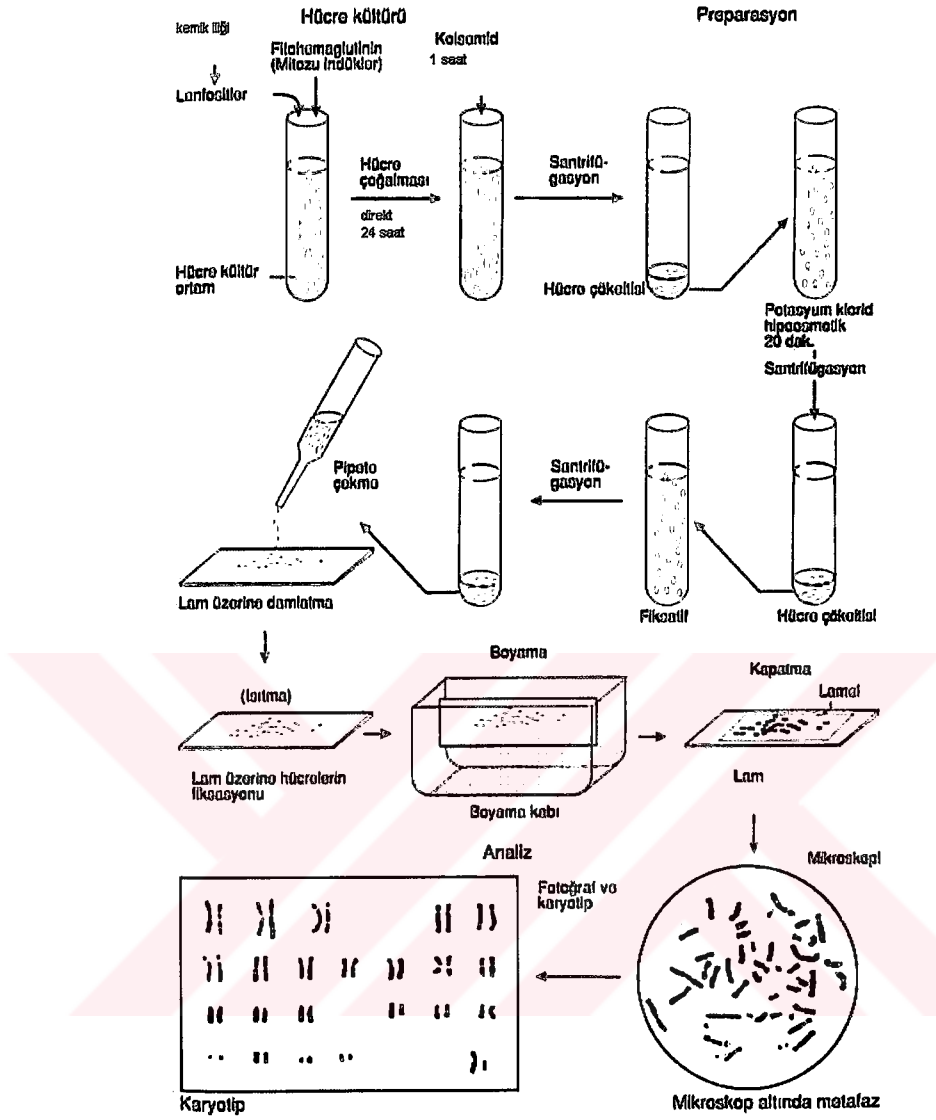 Hücre kültürü
Preparasyon
kemik iliği
Fitohemaglutinin
(Mitozu indükler)
Kolsemid
1 saat
Lenfositler
Hücre
çoğalması
direkt
24 saat
Santrifü-
gasyon
Hücre kültür
ortam
Hücre çökeltisi
Potasyum klorid
hipoosmotik
20 dak.
Santrifügasyon
Pipete
çekme
Santrifü-
gasyon
Lam üzerine damlatma
Fiksatif
Hücre çökeltisi
Boyama
Kapatma
(Isıtma)
Lamel
Lam üzerine hücrelerin
fiksasyonu
Lam
Boyama kabı
Analiz
Mikroskopi
Fotoğraf ve
karyotip
Karyotip
Mikroskop altında metafaz